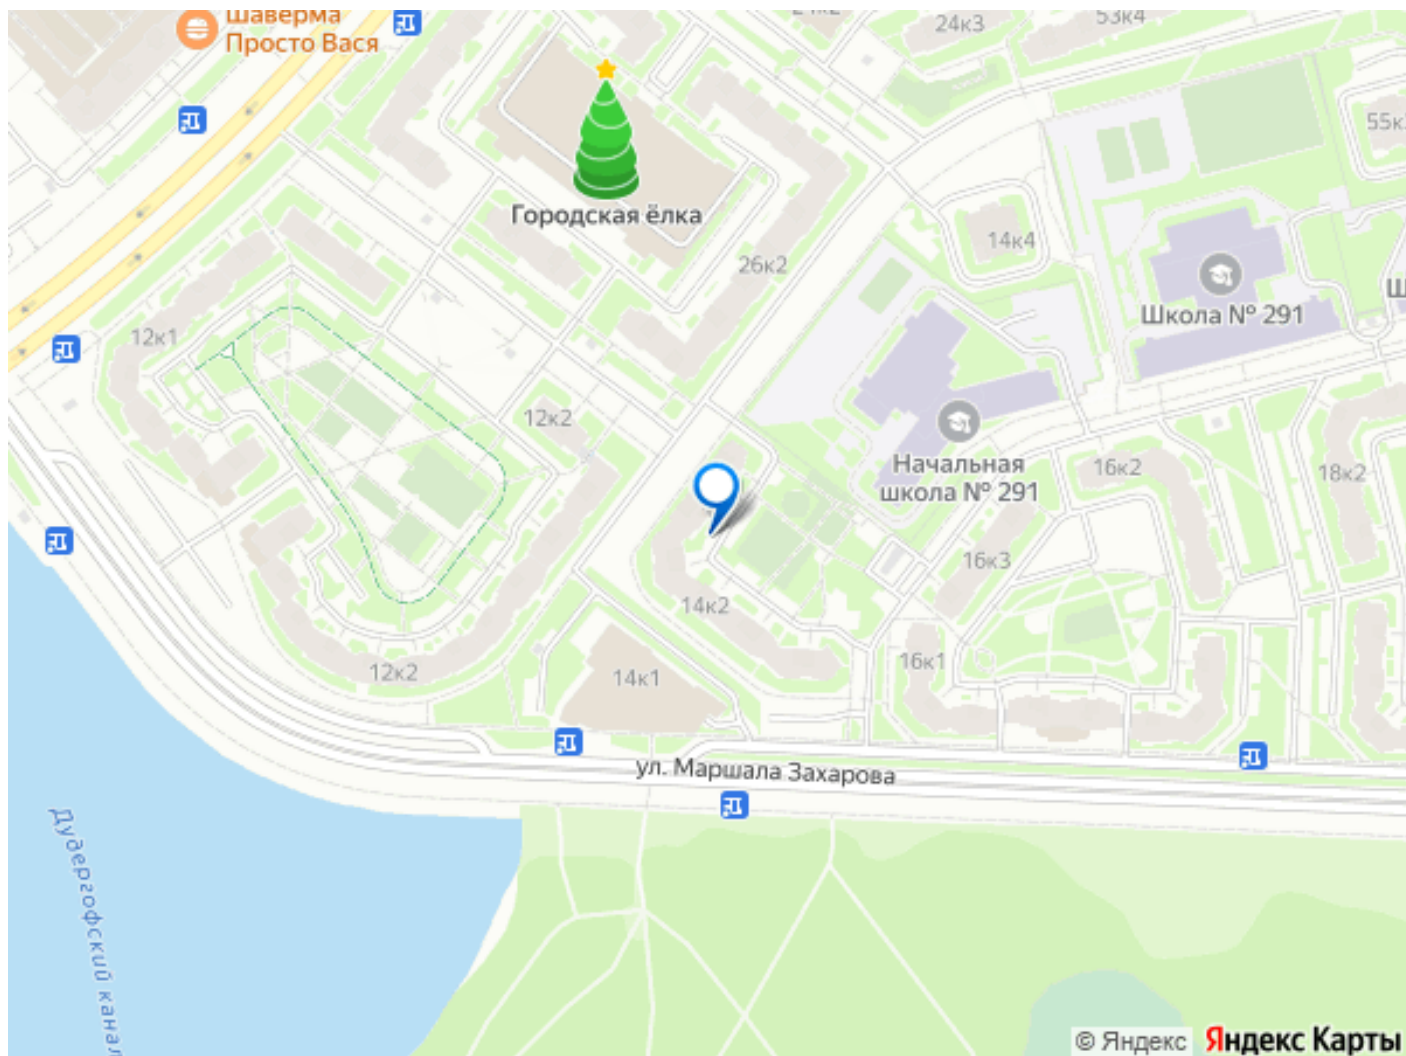 Шаверма
Просто Вася
24к2
24к3
53к4
55к
Городская ёлка
14к4
26к2
Школа № 291
Ш
12к1
12к2
Начальная
школа № 291
16к2
18к2
16к3
14к2
16к1
12к2
14к1
ул. Маршала Захарова
Дудергофский канал
© Яндекс
Яндекс Карты